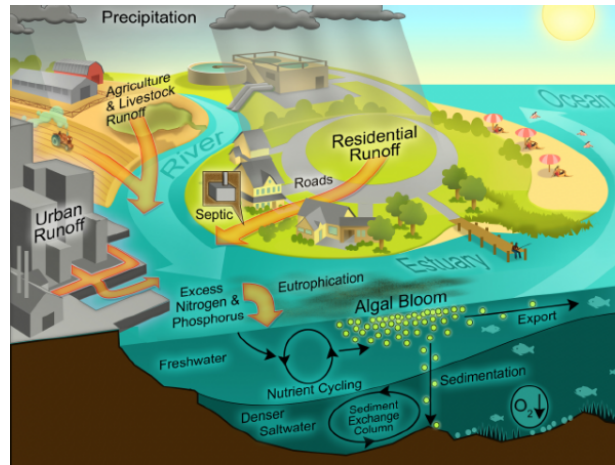 Precipitation
Agriculture
& Livestock
Runoff
River
Ocean
Residential
Runoff
Roads
Septic
Urban
Runoff
Estuary
Excess
Nitrogen &
Phosphorus
Eutrophication
Algal Bloom
Export
Freshwater
Nutrient Cycling
Sedimentation
Denser
Saltwater
Sediment
Exchange
Column
O2